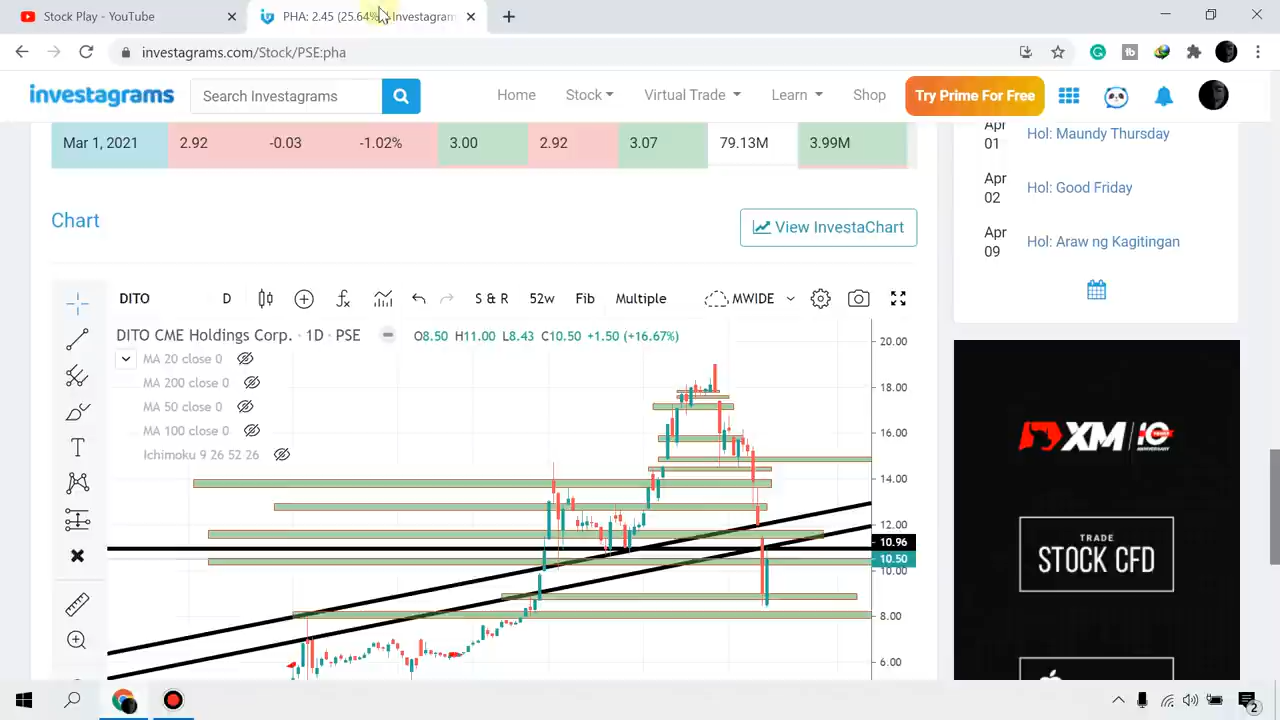 Stock Play - YouTube
PHA: 2.45 (25.64% Investagram
investagrams.com/Stock/PSE:pha
investagrams
Search Investagrams
Home
Stock
Virtual Trade
Learn
Shop
Try Prime For Free
Mar 1, 2021 2.92 -0.03 -1.02% 3.00 2.92 3.07 79.13M 3.99M
Apr
01
Hol: Maundy Thursday
Apr
02
Hol: Good Friday
Apr
09
Hol: Araw ng Kagitingan
Chart
View InvestaChart
DITO D S & R 52w Fib Multiple MWIDE
DITO CME Holdings Corp. · 1D · PSE O8.50 H11.00 L8.43 C10.50 +1.50 (+16.67%)
MA 20 close 0
MA 200 close 0
MA 50 close 0
MA 100 close 0
Ichimoku 9 26 52 26
20.00
18.00
16.00
14.00
12.00
10.96
10.50
10.00
8.00
6.00
XM 10
TRADE
STOCK CFD
2